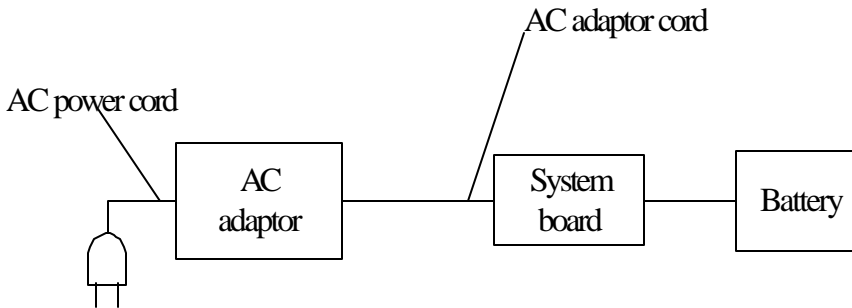 AC adaptor cord
AC power cord
AC
adaptor
System
board
Battery